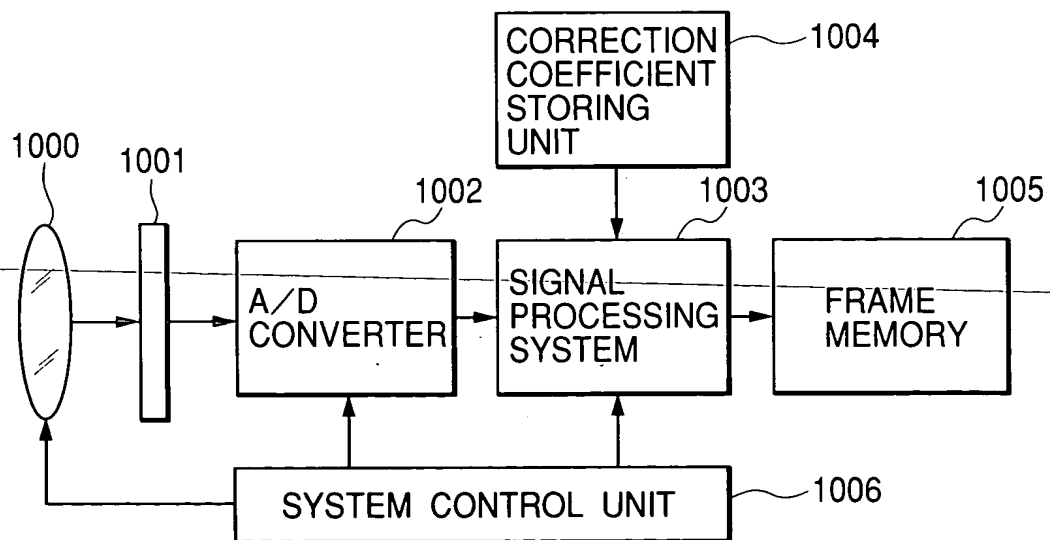 1004
CORRECTION
COEFFICIENT
STORING
UNIT
1000
1001
1002
1003
1005
A/D
CONVERTER
SIGNAL
PROCESSING
SYSTEM
FRAME
MEMORY
SYSTEM CONTROL UNIT
1006